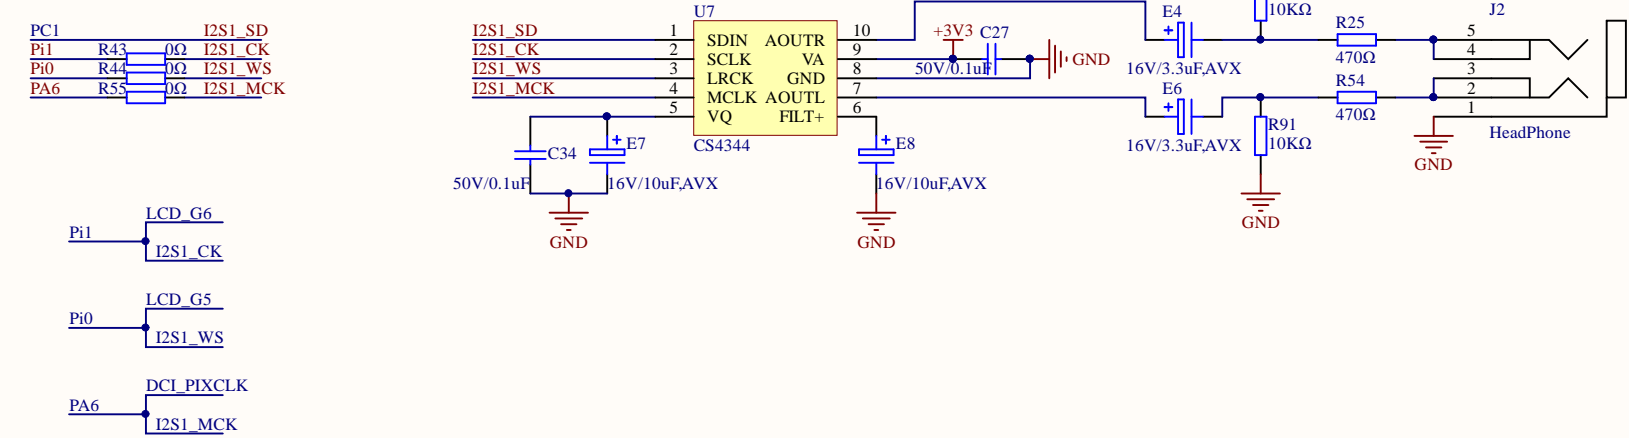 PC1 I2S1_SD
Pi1 R43 0Ω I2S1_CK
Pi0 R44 0Ω I2S1_WS
PA6 R55 0Ω I2S1_MCK
I2S1_SD
I2S1_CK
I2S1_WS
I2S1_MCK
U7
1 SDIN AOUTR 10
2 SCLK VA 9
3 LRCK GND 8
4 MCLK AOUTL 7
5 VQ FILT+ 6
CS4344
C34
50V/0.1uF
+ E7
16V/10uF,AVX
GND
+ E8
16V/10uF,AVX
GND
+3V3
C27
50V/0.1uF
GND
E4
+
16V/3.3uF,AVX
E6
+
16V/3.3uF,AVX
10KΩ
R91
10KΩ
GND
R25
470Ω
R54
470Ω
J2
5
4
3
2
1
HeadPhone
GND
LCD_G6
Pi1
I2S1_CK
LCD_G5
Pi0
I2S1_WS
DCI_PIXCLK
PA6
I2S1_MCK